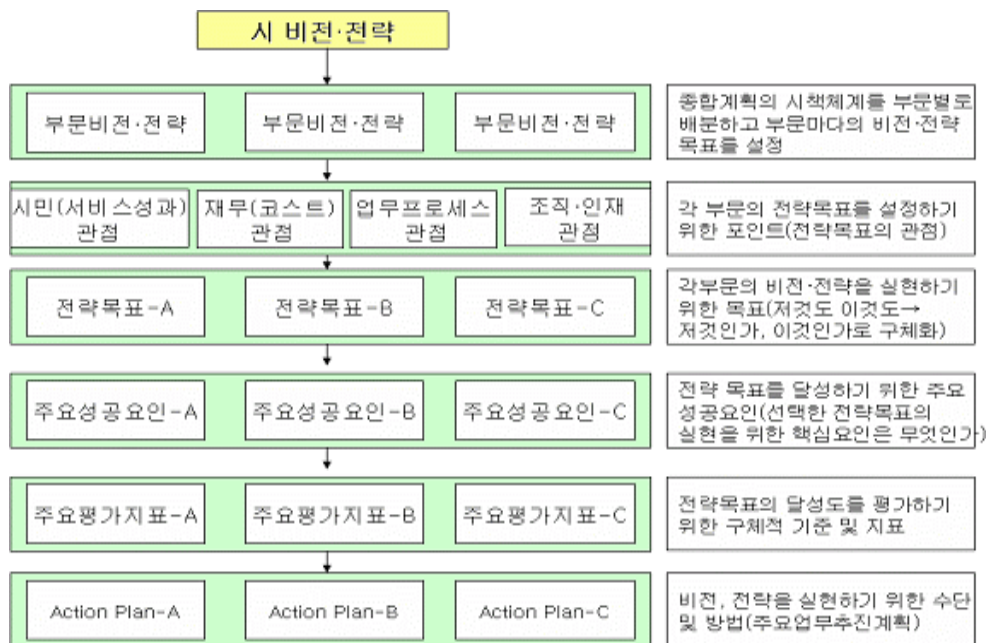 시 비전·전략
부문비전·전략
부문비전·전략
부문비전·전략
종합계획의 시책체계를 부문별로
배분하고 부문마다의 비전·전략
목표를 설정
시민(서비스성과)
관점
재무(코스트)
관점
업무프로세스
관점
조직·인재
관점
각 부문의 전략목표를 설정하기
위한 포인트(전략목표의 관점)
전략목표-A
전략목표-B
전략목표-C
각부문의 비전·전략을 실현하기
위한 목표(저것도 이것도→
저것인가, 이것인가로 구체화)
주요성공요인-A
주요성공요인-B
주요성공요인-C
전략 목표를 달성하기 위한 주요
성공요인(선택한 전략목표의
실현을 위한 핵심요인은 무엇인가)
주요평가지표-A
주요평가지표-B
주요평가지표-C
전략목표의 달성도를 평가하기
위한 구체적 기준 및 지표
Action Plan-A
Action Plan-B
Action Plan-C
비전, 전략을 실현하기 위한 수단
및 방법(주요업무추진계획)